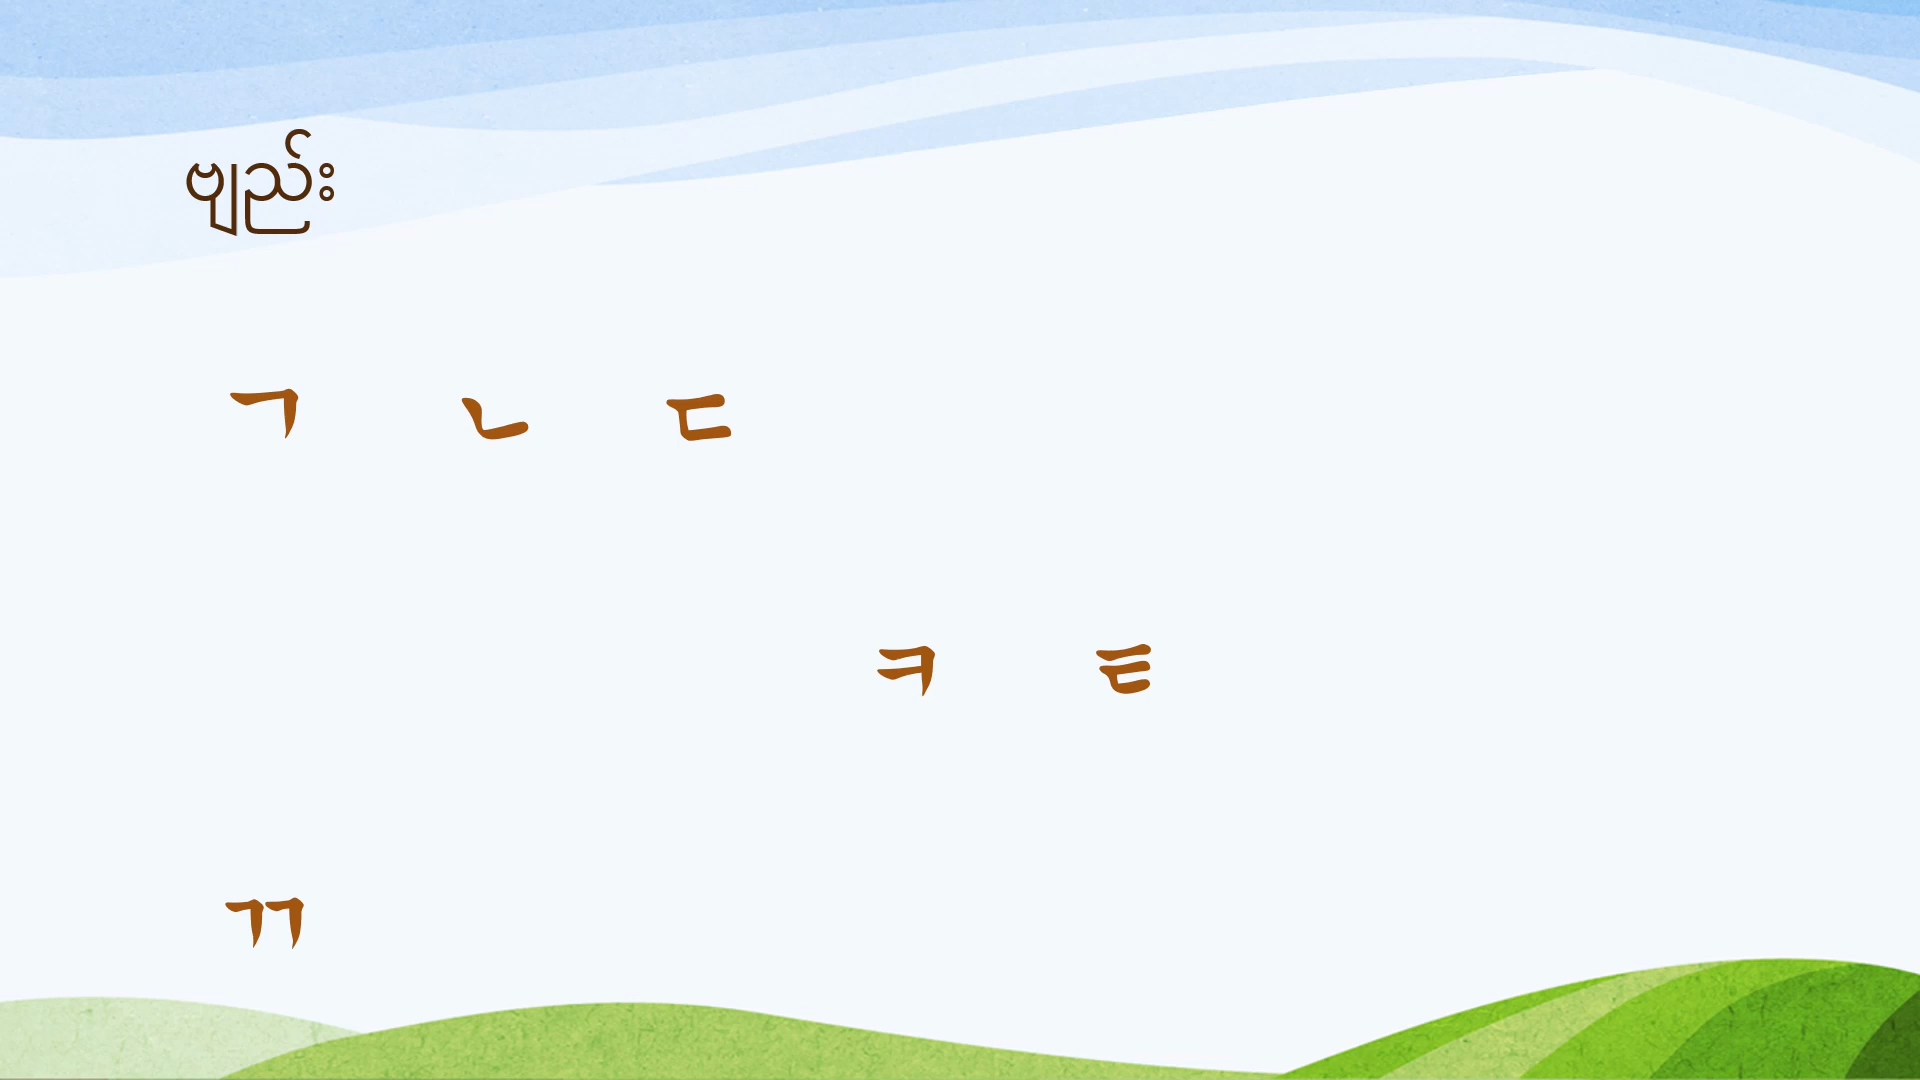 ဗျည်း
ㄱ ㄴ ㄷ
ㅋ ㅌ
ㄲ